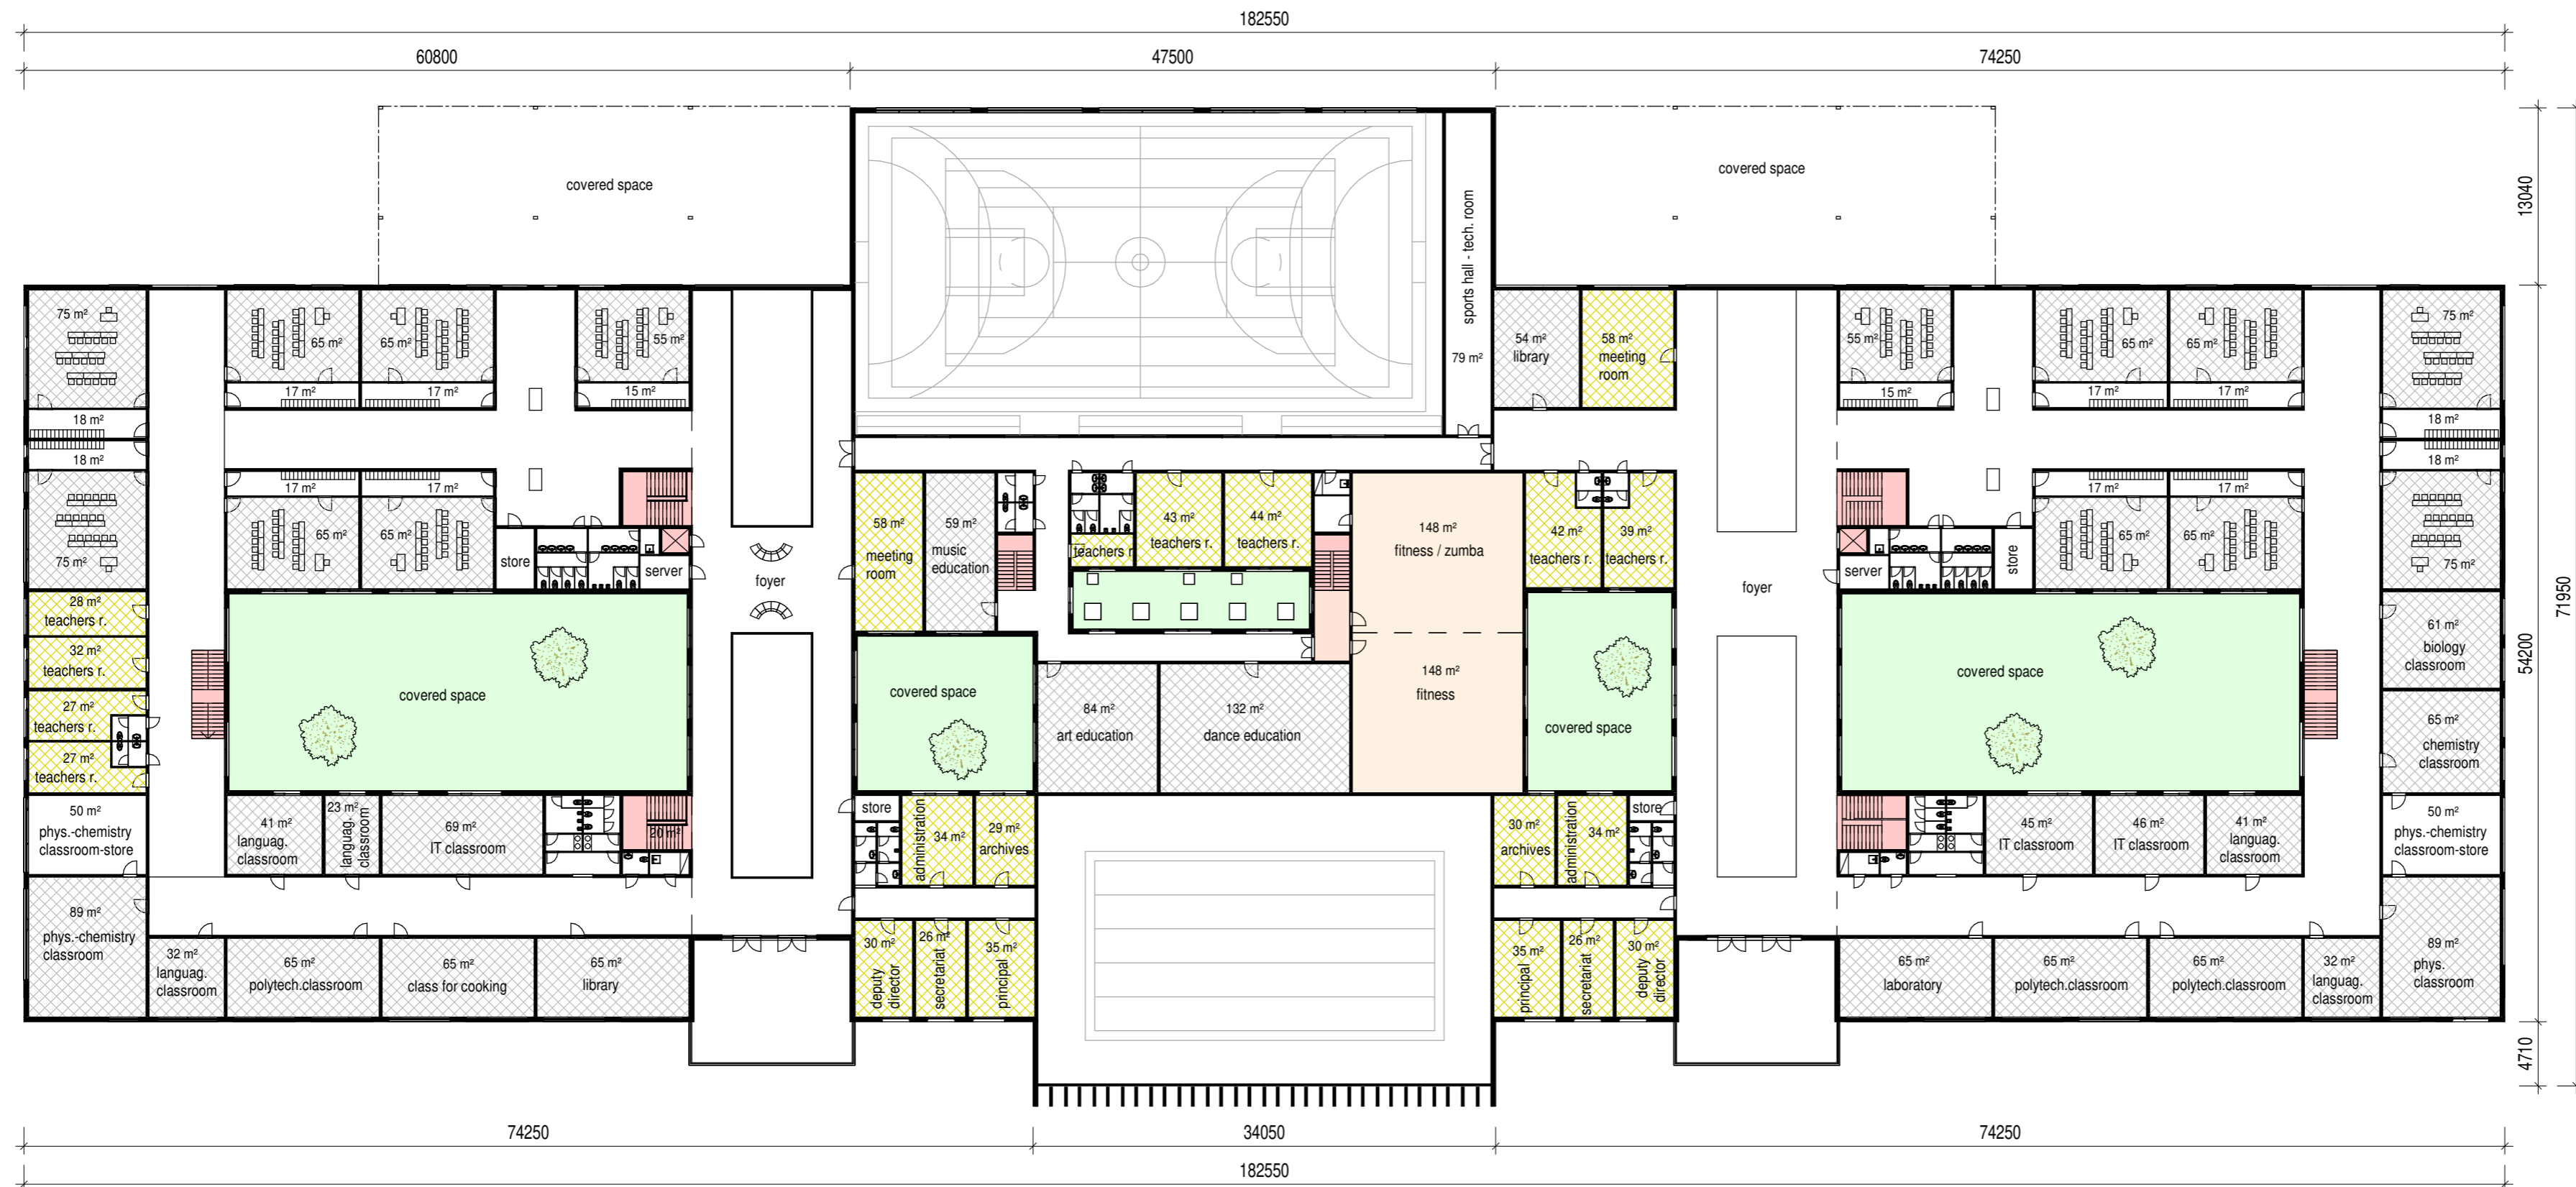 182550
60800
47500
74250
covered space
covered space
13040
71950
sports hall - tech. room
79 m²
75 m²
65 m²
65 m²
55 m²
17 m²
17 m²
15 m²
18 m²
18 m²
54 m²
library
58 m²
meeting
room
55 m²
65 m²
65 m²
75 m²
15 m²
17 m²
17 m²
18 m²
18 m²
17 m²
17 m²
65 m²
65 m²
75 m²
store
server
foyer
58 m²
meeting
room
59 m²
music
education
teachers r
43 m²
teachers r.
44 m²
teachers r.
148 m²
fitness / zumba
42 m²
teachers r.
39 m²
teachers r.
foyer
server
store
17 m²
17 m²
65 m²
65 m²
75 m²
28 m²
teachers r.
32 m²
teachers r.
27 m²
teachers r.
27 m²
teachers r.
covered space
covered space
84 m²
art education
132 m²
dance education
148 m²
fitness
covered space
covered space
61 m²
biology
classroom
65 m²
chemistry
classroom
54200
50 m²
phys.-chemistry
classroom-store
41 m²
languag.
classroom
23 m²
languag.
classroom
69 m²
IT classroom
20 m²
store
administration
34 m²
29 m²
archives
30 m²
archives
administration
34 m²
store
45 m²
IT classroom
46 m²
IT classroom
41 m²
languag.
classroom
50 m²
phys.-chemistry
classroom-store
89 m²
phys.-chemistry
classroom
32 m²
languag.
classroom
65 m²
polytech.classroom
65 m²
class for cooking
65 m²
library
30 m²
deputy
director
26 m²
secretariat
35 m²
principal
35 m²
principal
26 m²
secretariat
30 m²
deputy
director
65 m²
laboratory
65 m²
polytech.classroom
65 m²
polytech.classroom
32 m²
languag.
classroom
89 m²
phys.
classroom
4710
74250
34050
74250
182550